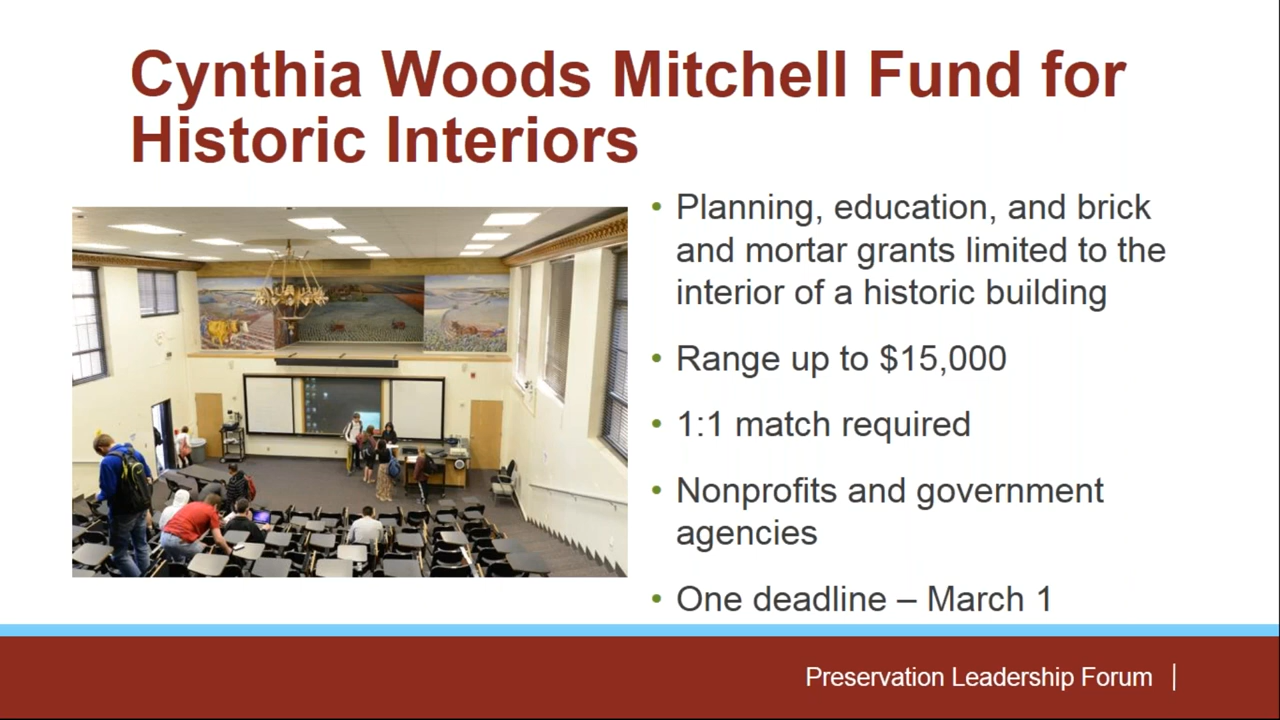 Cynthia Woods Mitchell Fund for
Historic Interiors
• Planning, education, and brick
and mortar grants limited to the
interior of a historic building
• Range up to $15,000
• 1:1 match required
• Nonprofits and government
agencies
• One deadline – March 1
Preservation Leadership Forum |